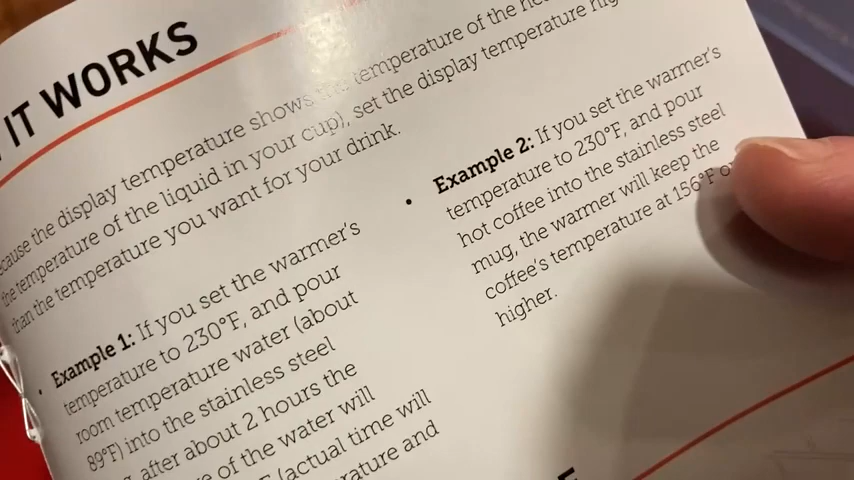 IT WORKS
the display temperature shows the temperature of the
the temperature of the liquid in your cup), set the display temperature
than the temperature you want for your drink.
• Example 1: If you set the warmer's
temperature to 230°F, and pour
room temperature water (about
89°F) into the stainless steel
after about 2 hours the
of the water will
(actual time will
and
• Example 2: If you set the warmer's
temperature to 230°F, and pour
hot coffee into the stainless steel
mug, the warmer will keep the
coffee's temperature at 156°F or
higher.